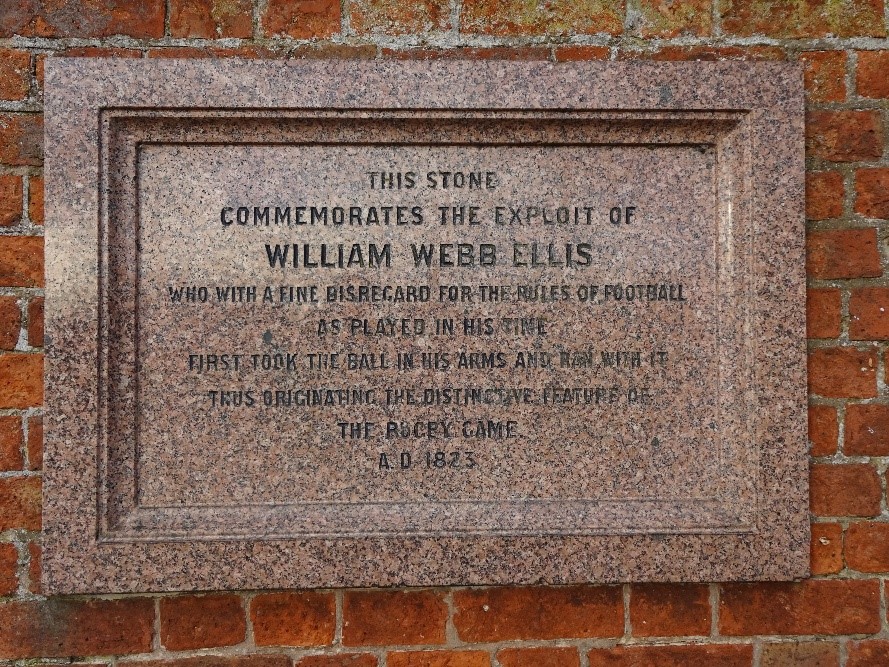 THIS STONE
COMMEMORATES THE EXPLOIT OF
WILLIAM WEBB ELLIS
WHO WITH A FINE DISREGARD FOR THE RULES OF FOOTBALL
AS PLAYED IN HIS TIME
FIRST TOOK THE BALL IN HIS ARMS AND RAN WITH IT
THUS ORIGINATING THE DISTINCTIVE FEATURE OF
THE RUGBY GAME.
A.D. 1823